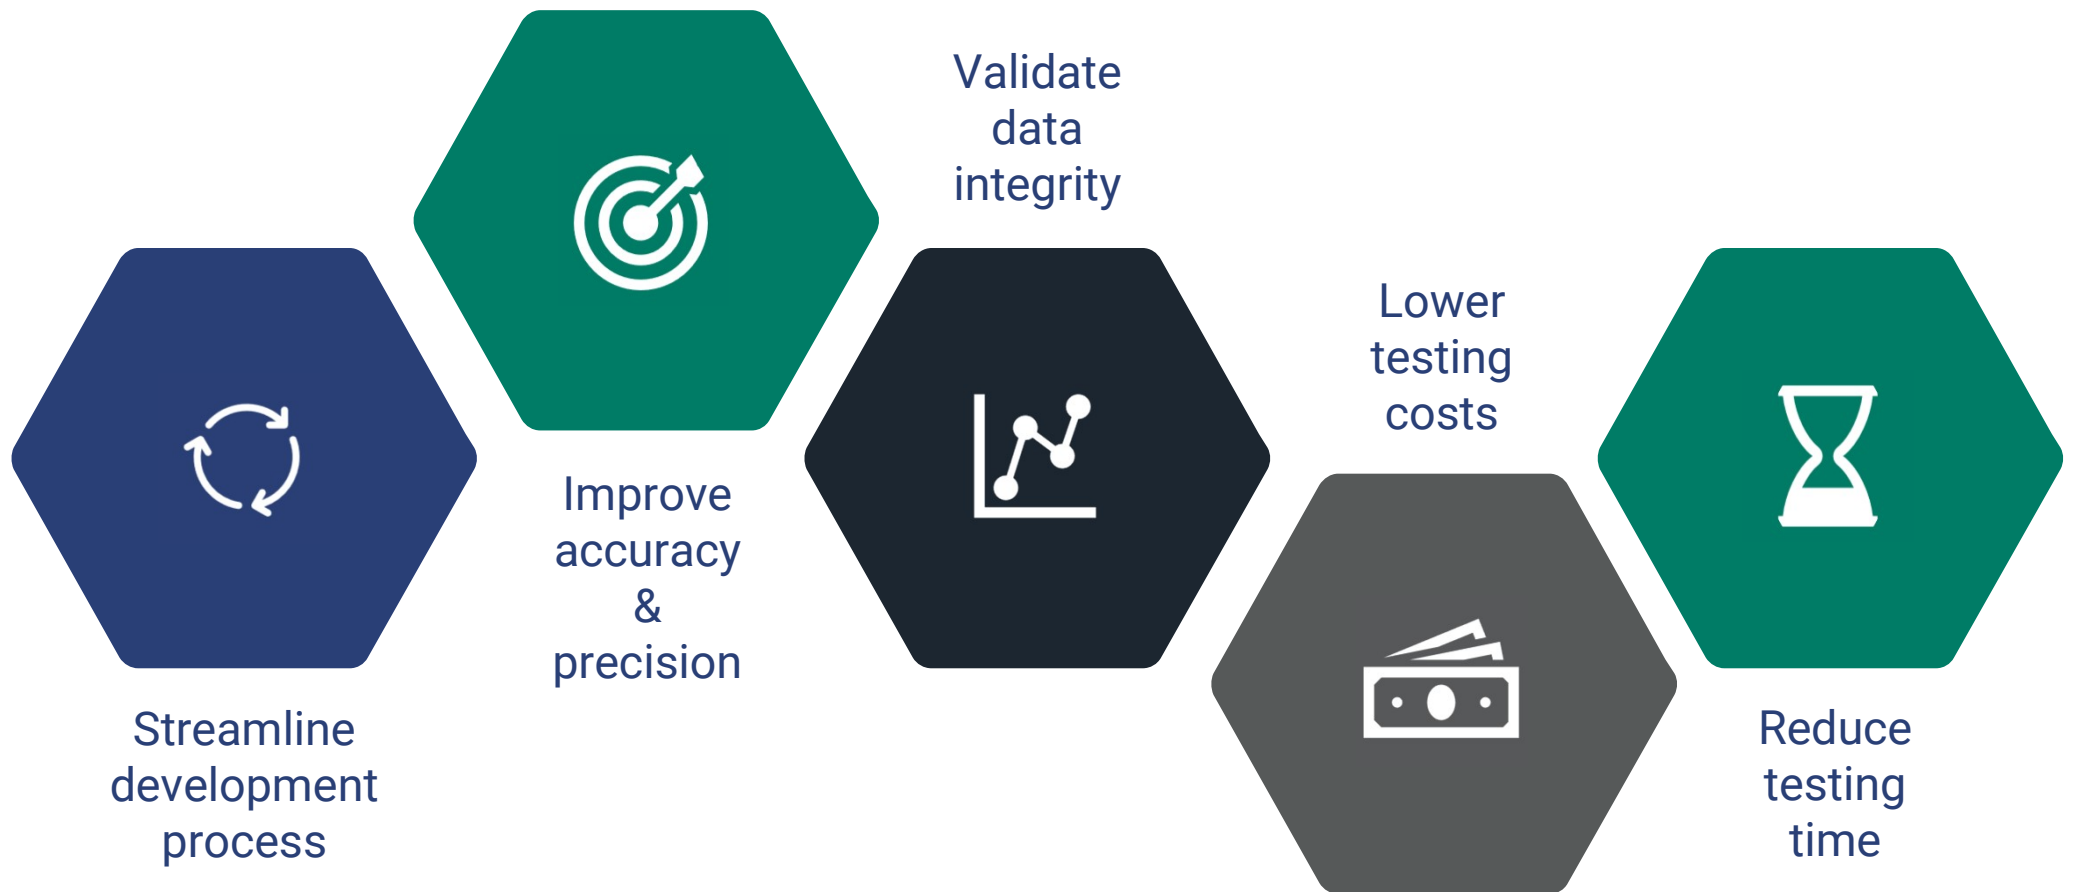 Streamline
development
process
Improve
accuracy
&
precision
Validate
data
integrity
Lower
testing
costs
Reduce
testing
time